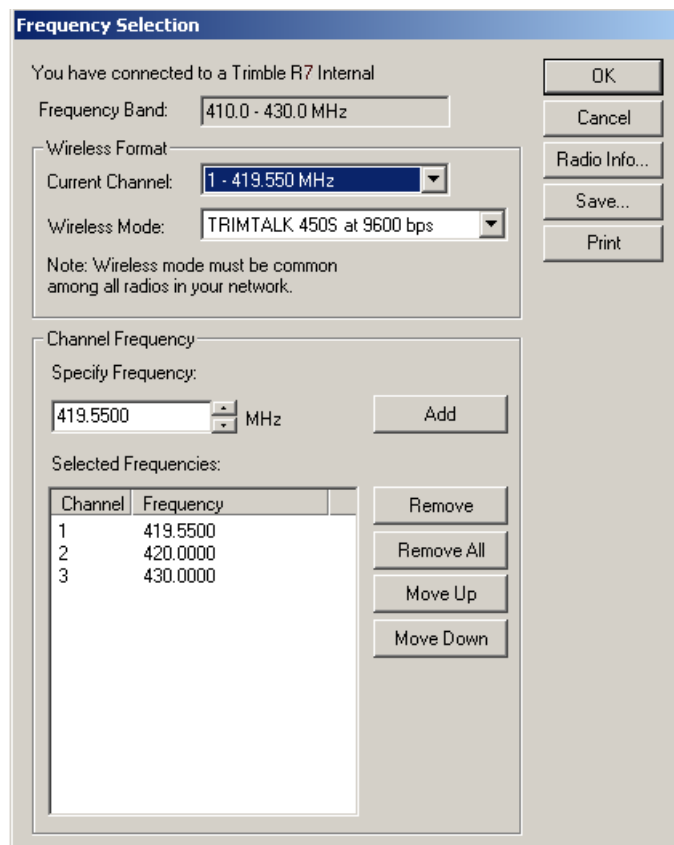 Frequency Selection
You have connected to a Trimble R7 Internal
Frequency Band: 410.0 - 430.0 MHz
Wireless Format
Current Channel: 1 - 419.550 MHz
Wireless Mode: TRIMTALK 450S at 9600 bps
Note: Wireless mode must be common
among all radios in your network.
OK
Cancel
Radio Info...
Save...
Print
Channel Frequency
Specify Frequency:
419.5500 MHz
Add
Selected Frequencies:
Channel Frequency
1 419.5500
2 420.0000
3 430.0000
Remove
Remove All
Move Up
Move Down